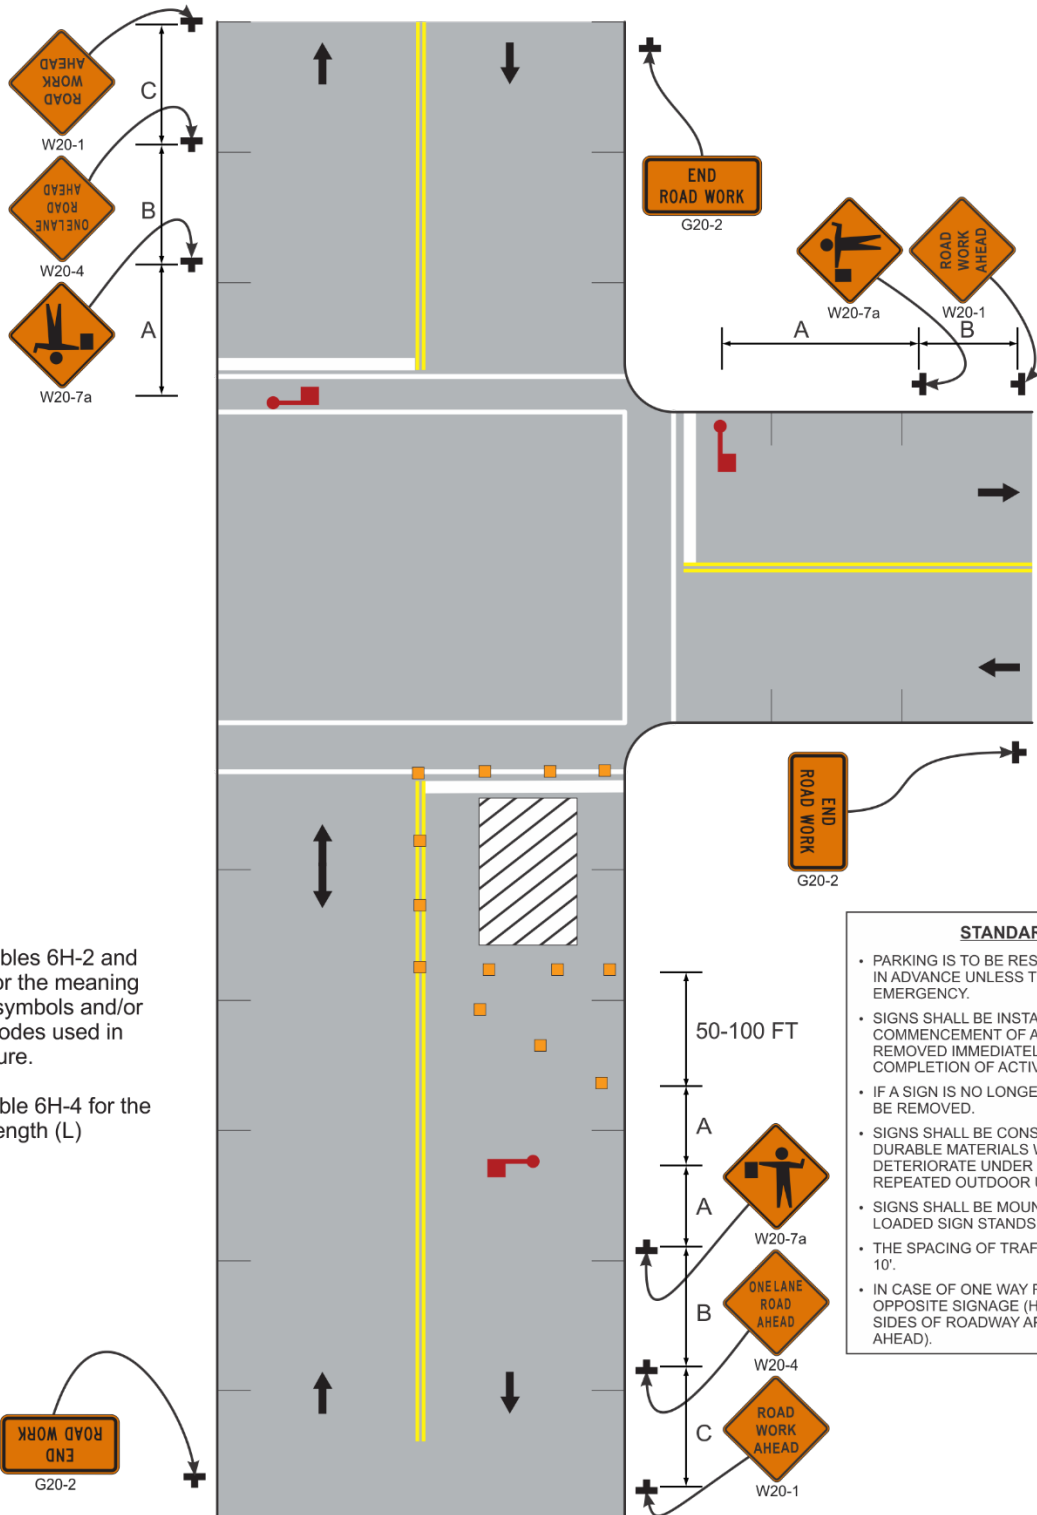 ROAD
WORK
AHEAD
W20-1
C
ONE LANE
ROAD
AHEAD
W20-4
B
W20-7a
A
END
ROAD WORK
G20-2
W20-7a
ROAD
WORK
AHEAD
W20-1
A
B
END
ROAD WORK
G20-2
bles 6H-2 and
or the meaning
symbols and/or
odes used in
ure.
ble 6H-4 for the
ength (L)
50-100 FT
A
A
B
C
W20-7a
ONE LANE
ROAD
AHEAD
W20-4
ROAD
WORK
AHEAD
W20-1
END
ROAD WORK
G20-2
STANDAR
• PARKING IS TO BE RES
IN ADVANCE UNLESS T
EMERGENCY.
• SIGNS SHALL BE INSTA
COMMENCEMENT OF A
REMOVED IMMEDIATEL
COMPLETION OF ACTIV
• IF A SIGN IS NO LONGE
BE REMOVED.
• SIGNS SHALL BE CONS
DURABLE MATERIALS W
DETERIORATE UNDER
REPEATED OUTDOOR U
• SIGNS SHALL BE MOUN
LOADED SIGN STANDS
• THE SPACING OF TRAF
10'.
• IN CASE OF ONE WAY R
OPPOSITE SIGNAGE (H
SIDES OF ROADWAY AR
AHEAD).